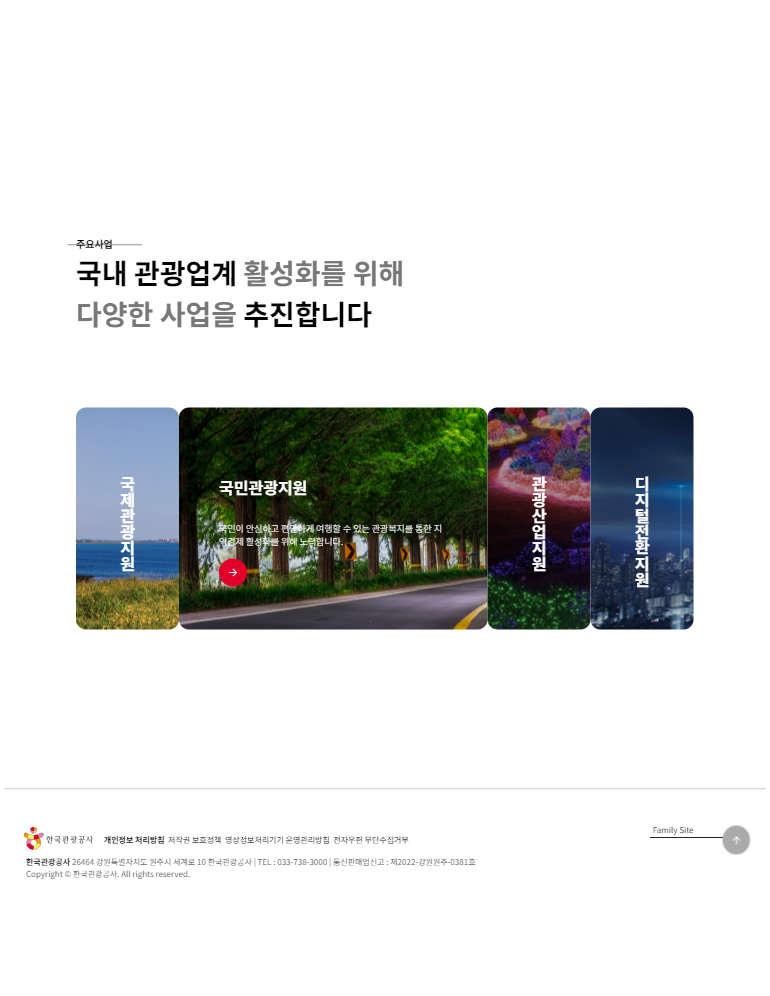 주요사업
국내 관광업계 활성화를 위해
다양한 사업을 추진합니다
국제관광지원
국민관광지원
국민이 안심하고 편안하게 여행할 수 있는 관광복지를 통한 지
역경제 활성화를 위해 노력합니다.
관광산업지원
디지털전환지원
한국관광공사 개인정보 처리방침 저작권 보호정책 영상정보처리기기 운영관리방침 전자우편 무단수집거부
Family Site
한국관광공사 26464 강원특별자치도 원주시 세계로 10 한국관광공사 | TEL : 033-738-3000 | 통신판매업신고 : 제2022-강원원주-0381호
Copyright © 한국관광공사. All rights reserved.